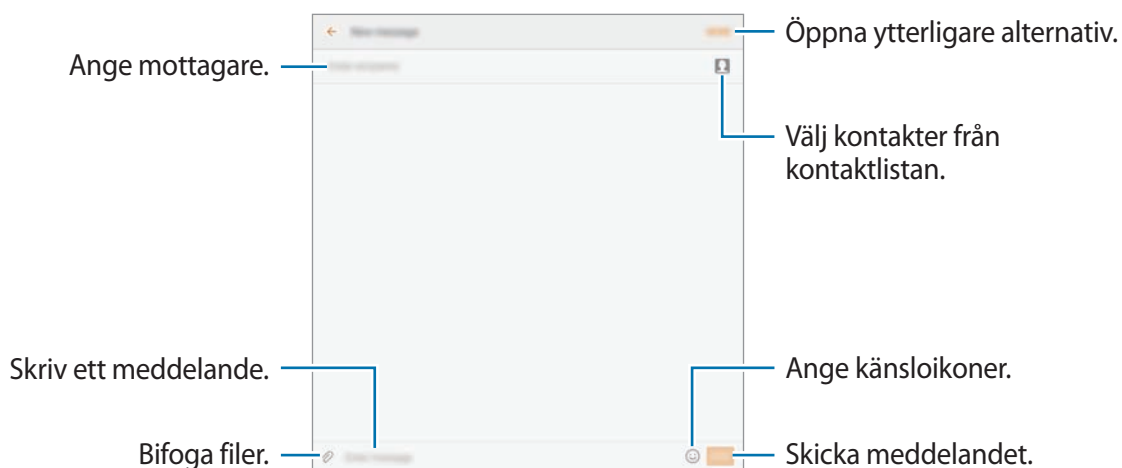 Öppna ytterligare alternativ.
Ange mottagare.
Välj kontakter från
kontaktlistan.
Skriv ett meddelande.
Ange känsloikoner.
Bifoga filer.
Skicka meddelandet.